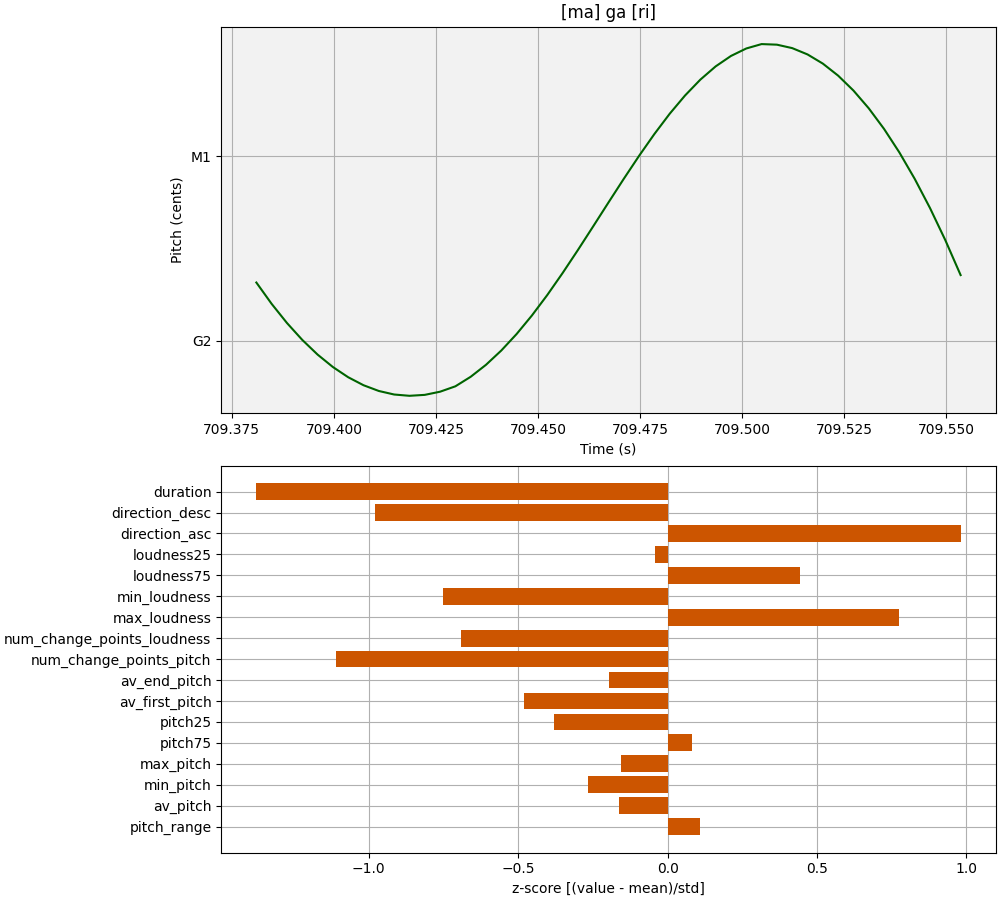 [ma] ga [ri]
M1
G2
Pitch (cents)
709.375 709.400 709.425 709.450 709.475 709.500 709.525 709.550
Time (s)
duration
direction_desc
direction_asc
loudness25
loudness75
min_loudness
max_loudness
num_change_points_loudness
num_change_points_pitch
av_end_pitch
av_first_pitch
pitch25
pitch75
max_pitch
min_pitch
av_pitch
pitch_range
−1.0 −0.5 0.0 0.5 1.0
z-score [(value - mean)/std]